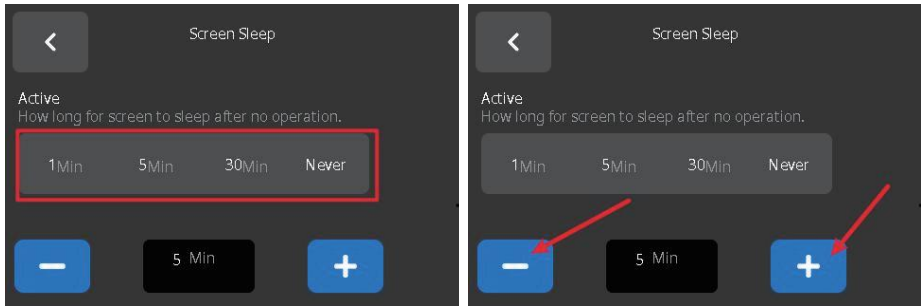 Screen Sleep
Active
How long for screen to sleep after no operation.
1Min 5Min 30Min Never
5 Min
Screen Sleep
Active
How long for screen to sleep after no operation.
1Min 5Min 30Min Never
5 Min